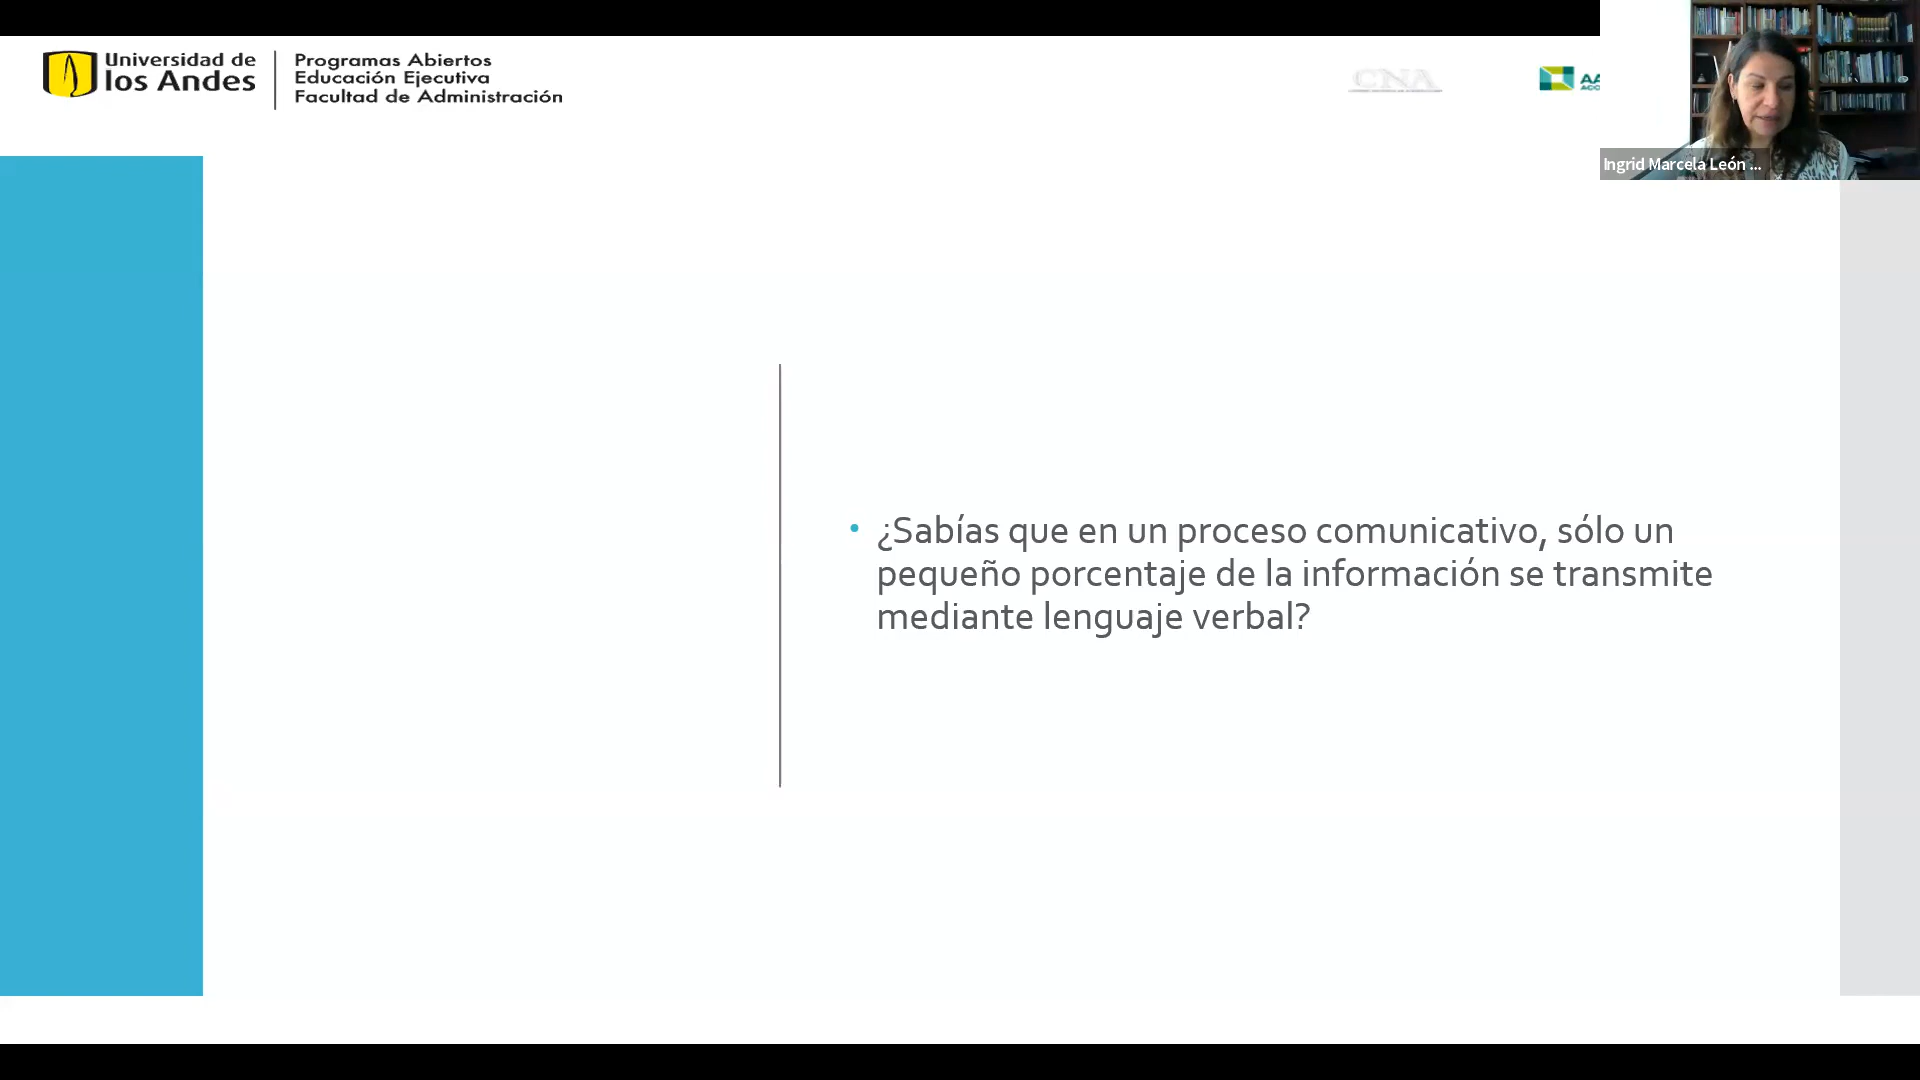 Universidad de
los Andes
Programas Abiertos
Educación Ejecutiva
Facultad de Administración
CNA
Ingrid Marcela León ...
• ¿Sabías que en un proceso comunicativo, sólo un
pequeño porcentaje de la información se transmite
mediante lenguaje verbal?